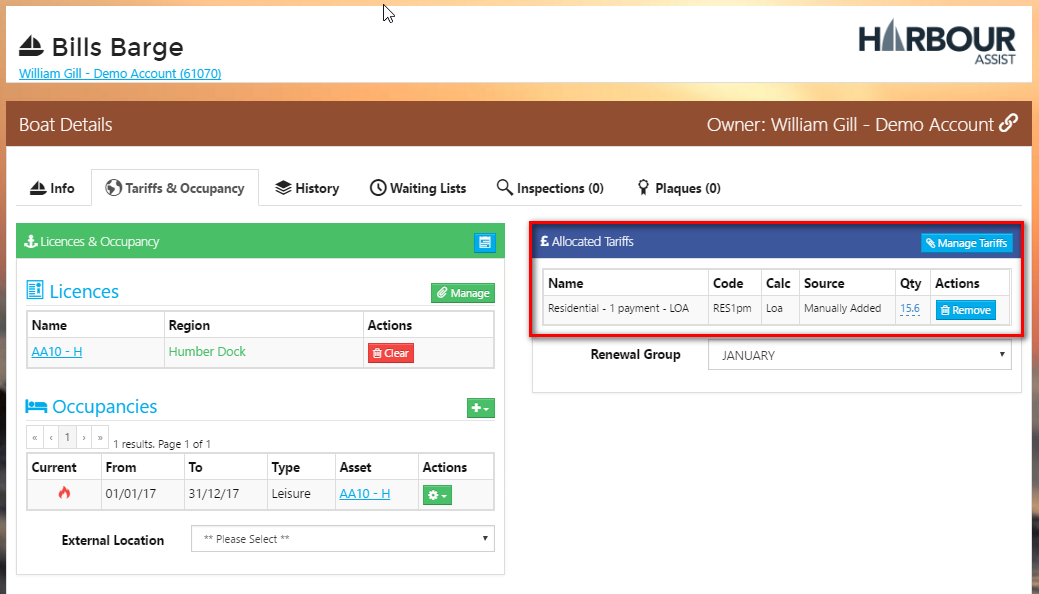 Bills Barge
William Gill - Demo Account (61070)
HARBOUR
ASSIST
Boat Details
Owner: William Gill - Demo Account
Info
Tariffs & Occupancy
History
Waiting Lists
Inspections (0)
Plaques (0)
Licences & Occupancy
Licences
Manage
Name Region Actions
AA10 - H Humber Dock Clear
Occupancies
« ‹ 1 › » 1 results. Page 1 of 1
Current From To Type Asset Actions
01/01/17 31/12/17 Leisure AA10 - H
External Location ** Please Select **
£ Allocated Tariffs
Manage Tariffs
Name Code Calc Source Qty Actions
Residential - 1 payment - LOA RES1pm Loa Manually Added 15.6 Remove
Renewal Group JANUARY